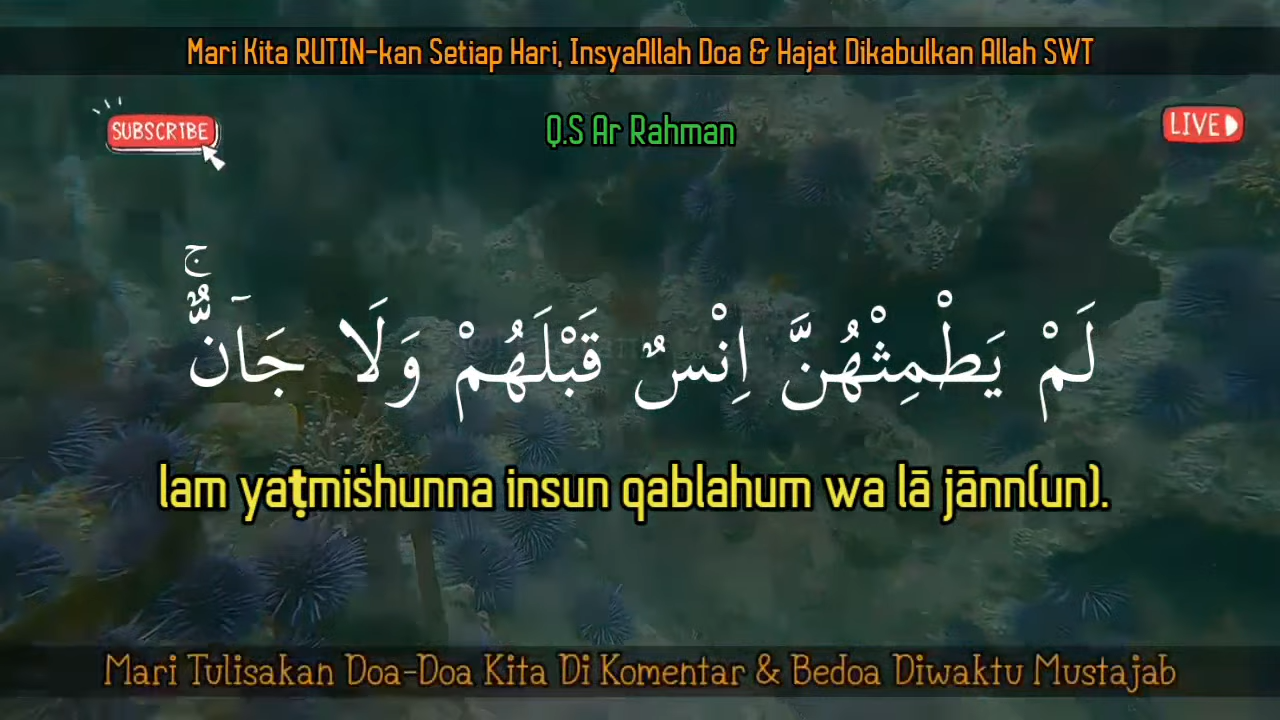 Mari Kita RUTIN-kan Setiap Hari, InsyaAllah Doa & Hajat Dikabulkan Allah SWT
SUBSCRIBE
Q.S Ar Rahman
LIVE
لَمْ يَطْمِثْهُنَّ اِنْسٌ قَبْلَهُمْ وَلَا جَاۤنٌّۚ
lam yaṭmiṡhunna insun qablahum wa lā jānn(un).
Mari Tulisakan Doa-Doa Kita Di Komentar & Bedoa Diwaktu Mustajab